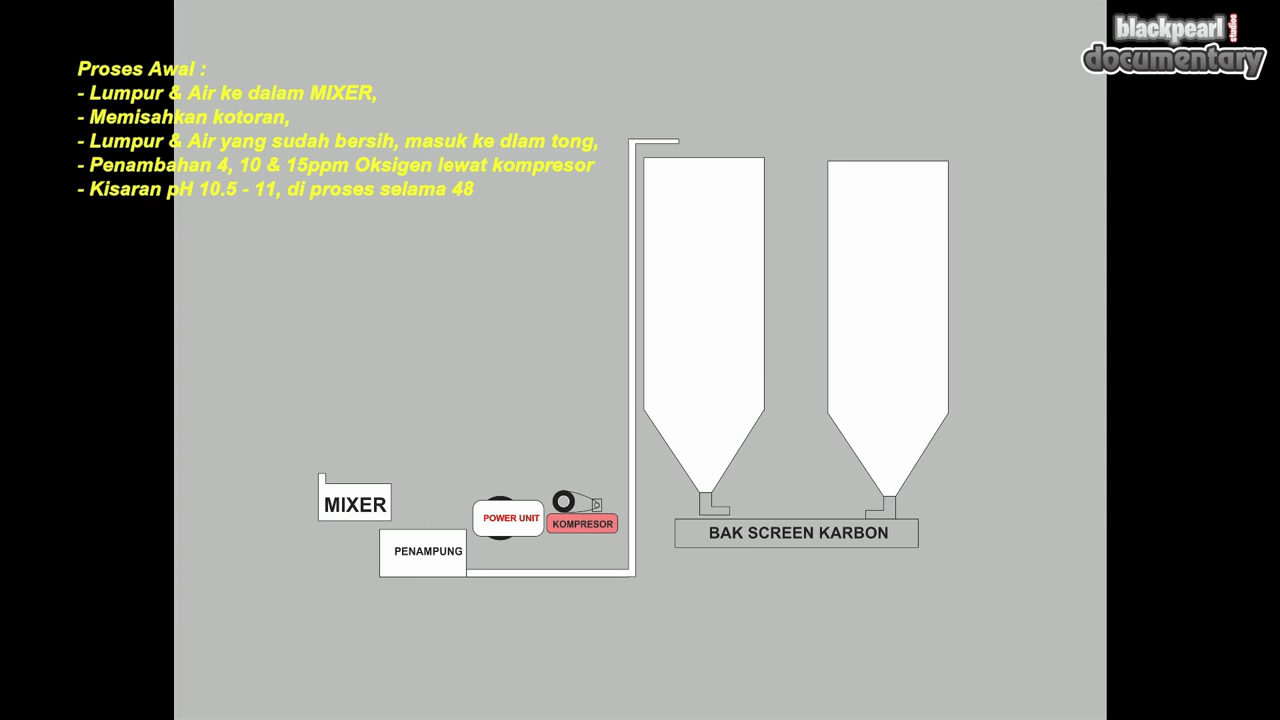 blackpearl
studios
documentary
Proses Awal :
- Lumpur & Air ke dalam MIXER,
- Memisahkan kotoran,
- Lumpur & Air yang sudah bersih, masuk ke dlam tong,
- Penambahan 4, 10 & 15ppm Oksigen lewat kompresor
- Kisaran pH 10.5 - 11, di proses selama 48
MIXER
POWER UNIT
KOMPRESOR
PENAMPUNG
BAK SCREEN KARBON